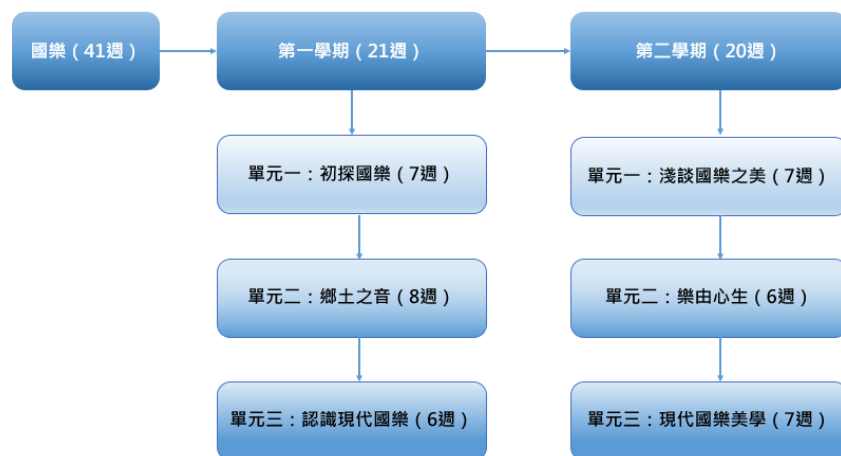 國樂（41週）
第一學期（21週）
第二學期（20週）
單元一：初探國樂（7週）
單元二：鄉土之音（8週）
單元三：認識現代國樂（6週）
單元一：淺談國樂之美（7週）
單元二：樂由心生（6週）
單元三：現代國樂美學（7週）